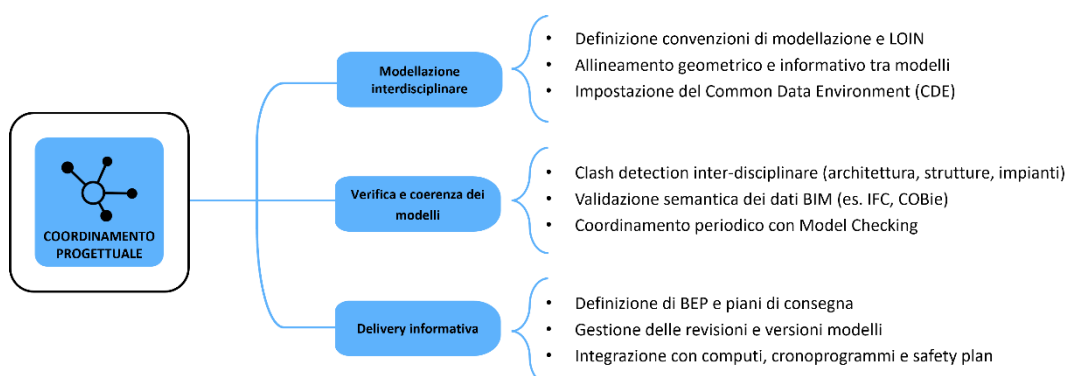 COORDINAMENTO
PROGETTUALE
Modellazione
interdisciplinare
• Definizione convenzioni di modellazione e LOIN
• Allineamento geometrico e informativo tra modelli
• Impostazione del Common Data Environment (CDE)
Verifica e coerenza dei
modelli
• Clash detection inter-disciplinare (architettura, strutture, impianti)
• Validazione semantica dei dati BIM (es. IFC, COBie)
• Coordinamento periodico con Model Checking
Delivery informativa
• Definizione di BEP e piani di consegna
• Gestione delle revisioni e versioni modelli
• Integrazione con computi, cronoprogrammi e safety plan